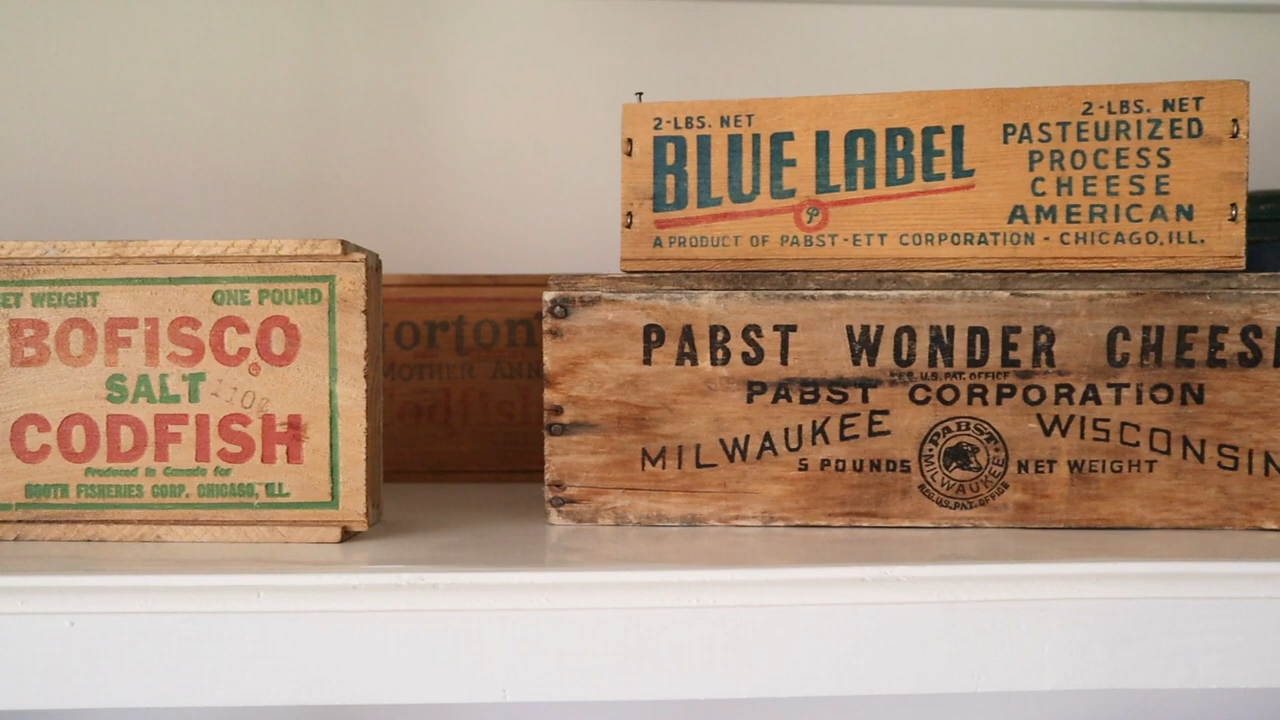 ET WEIGHT ONE POUND
BOFISCO
SALT
CODFISH
Produced in Canada for
BOOTH FISHERIES CORP. CHICAGO, ILL.
orton's
MOTHER ANN
Codfish
2-LBS. NET
BLUE LABEL
A PRODUCT OF PABST-ETT CORPORATION - CHICAGO, ILL.
2-LBS. NET
PASTEURIZED
PROCESS
CHEESE
AMERICAN
PABST WONDER CHEESE
REG. U.S. PAT. OFFICE
PABST CORPORATION
MILWAUKEE WISCONSIN
5 POUNDS NET WEIGHT
PABST
MILWAUKEE
REG. U.S. PAT. OFFICE